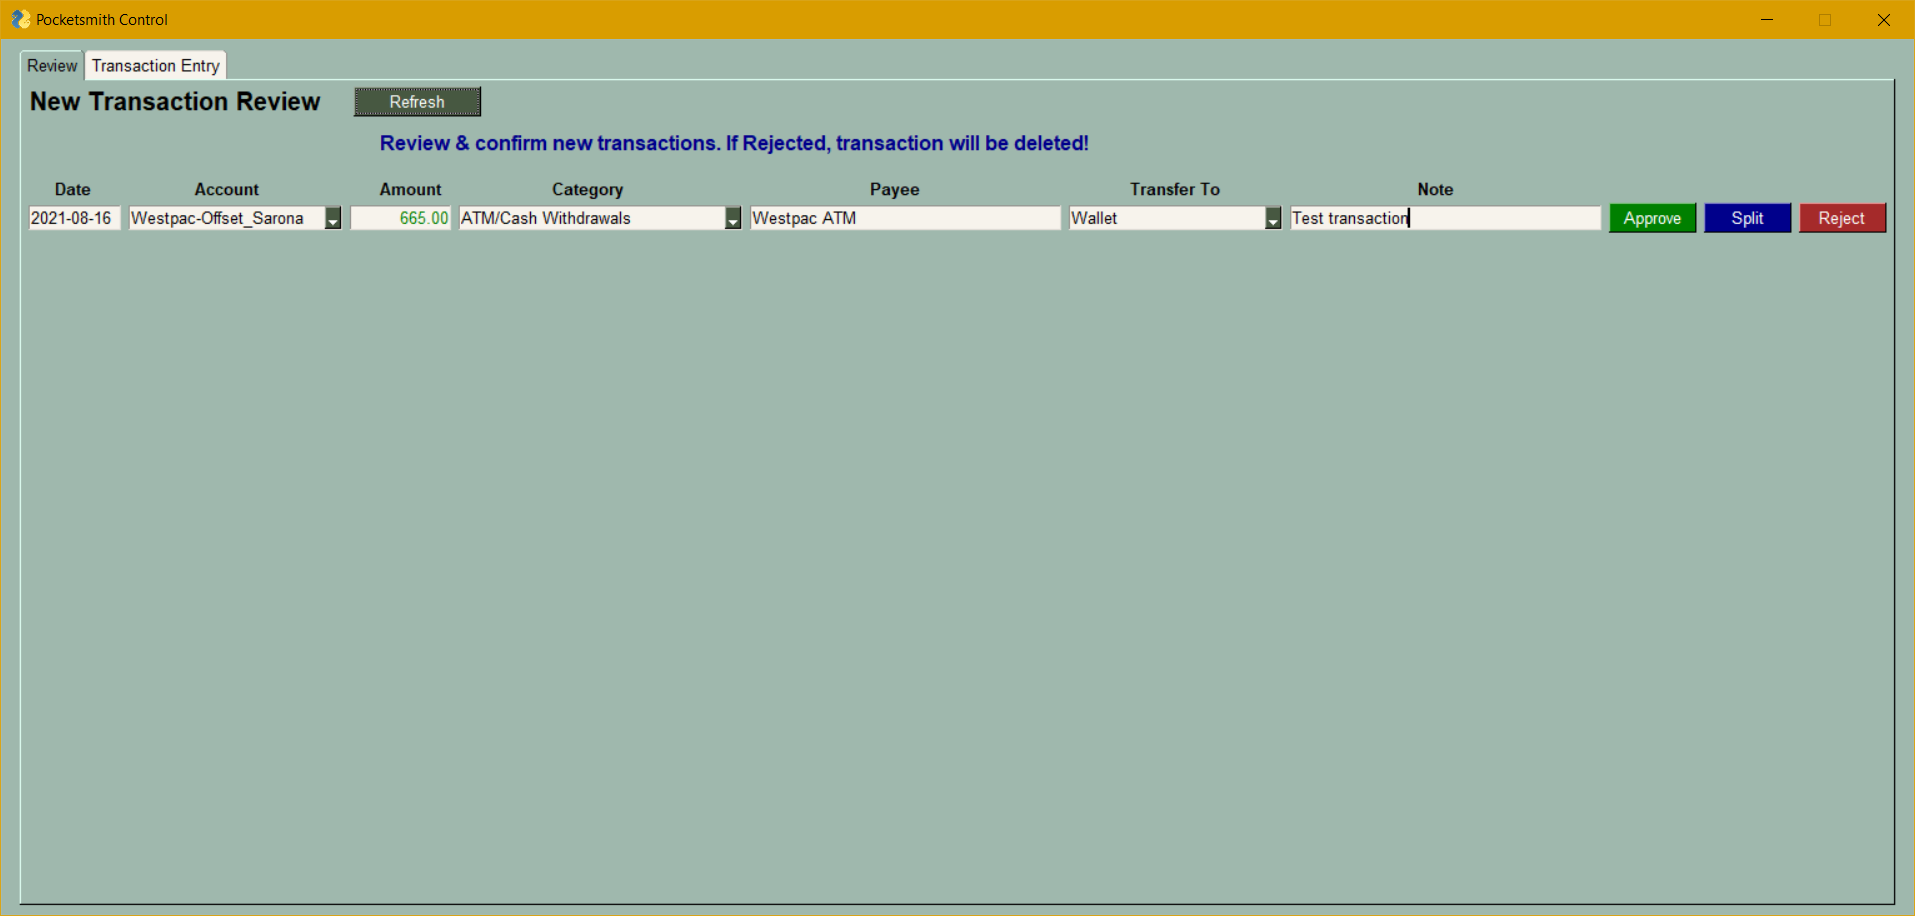 Pocketsmith Control
Review Transaction Entry
New Transaction Review Refresh
Review & confirm new transactions. If Rejected, transaction will be deleted!
Date Account Amount Category Payee Transfer To Note
2021-08-16 Westpac-Offset_Sarona 665.00 ATM/Cash Withdrawals Westpac ATM Wallet Test transaction Approve Split Reject